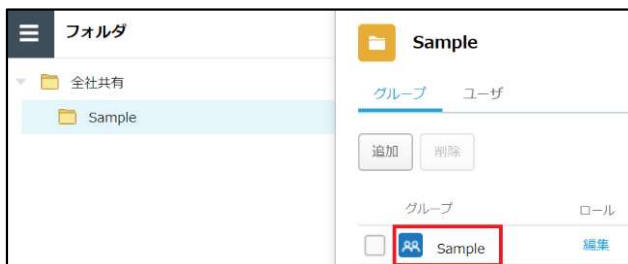 フォルダ
全社共有
Sample
Sample
グループ ユーザ
追加 削除
グループ ロール
Sample 編集